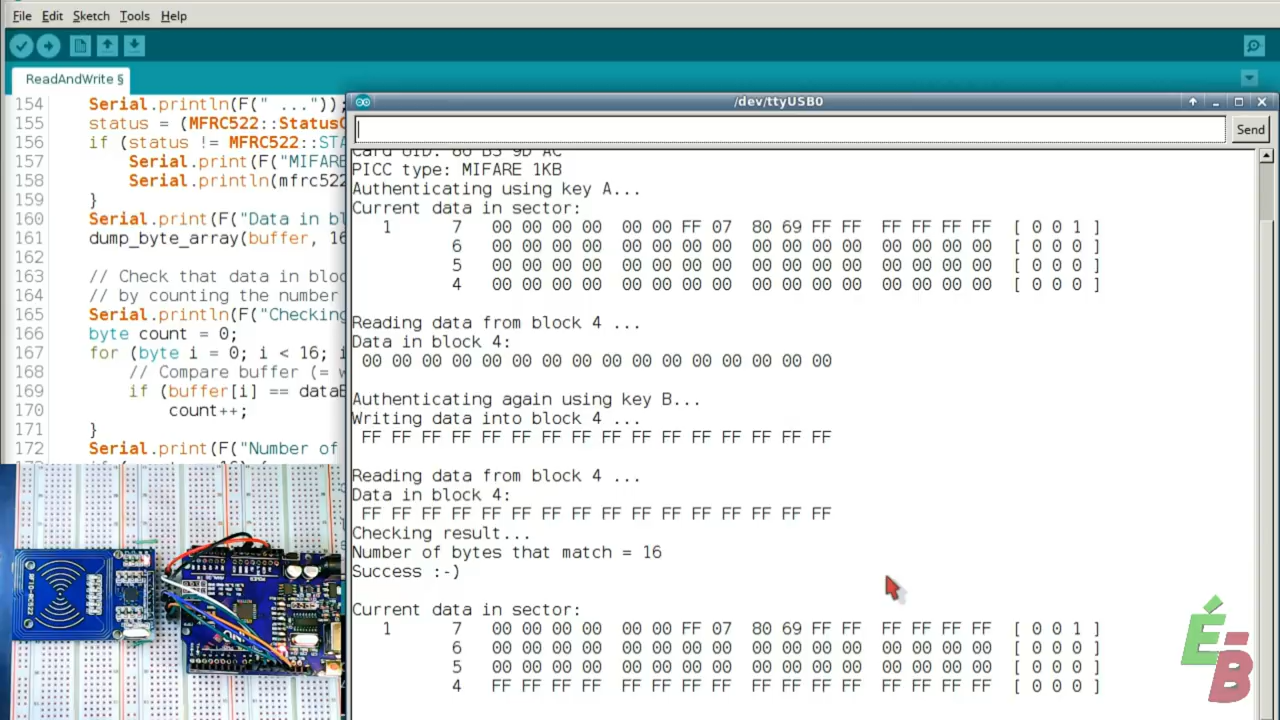 File Edit Sketch Tools Help
ReadAndWrite §
154 Serial.println(F(" ..."));
155 status = (MFRC522::Status
156 if (status != MFRC522::STA
157 Serial.print(F("MIFARE
158 Serial.println(mfrc522
159 }
160 Serial.print(F("Data in bl
161 dump_byte_array(buffer, 16
162
163 // Check that data in bloc
164 // by counting the number
165 Serial.println(F("Checking
166 byte count = 0;
167 for (byte i = 0; i < 16; i
168 // Compare buffer (= w
169 if (buffer[i] == data
170 count++;
171 }
172 Serial.print(F("Number of
/dev/ttyUSB0
Send
Card UID: 86 B5 9D AC
PICC type: MIFARE 1KB
Authenticating using key A...
Current data in sector:
1 7 00 00 00 00 00 00 FF 07 80 69 FF FF FF FF FF FF [ 0 0 1 ]
6 00 00 00 00 00 00 00 00 00 00 00 00 00 00 00 00 [ 0 0 0 ]
5 00 00 00 00 00 00 00 00 00 00 00 00 00 00 00 00 [ 0 0 0 ]
4 00 00 00 00 00 00 00 00 00 00 00 00 00 00 00 00 [ 0 0 0 ]
Reading data from block 4 ...
Data in block 4:
00 00 00 00 00 00 00 00 00 00 00 00 00 00 00 00
Authenticating again using key B...
Writing data into block 4 ...
FF FF FF FF FF FF FF FF FF FF FF FF FF FF FF FF
Reading data from block 4 ...
Data in block 4:
FF FF FF FF FF FF FF FF FF FF FF FF FF FF FF FF
Checking result...
Number of bytes that match = 16
Success :-)
Current data in sector:
1 7 00 00 00 00 00 00 FF 07 80 69 FF FF FF FF FF FF [ 0 0 1 ]
6 00 00 00 00 00 00 00 00 00 00 00 00 00 00 00 00 [ 0 0 0 ]
5 00 00 00 00 00 00 00 00 00 00 00 00 00 00 00 00 [ 0 0 0 ]
4 FF FF FF FF FF FF FF FF FF FF FF FF FF FF FF FF [ 0 0 0 ]
É-B